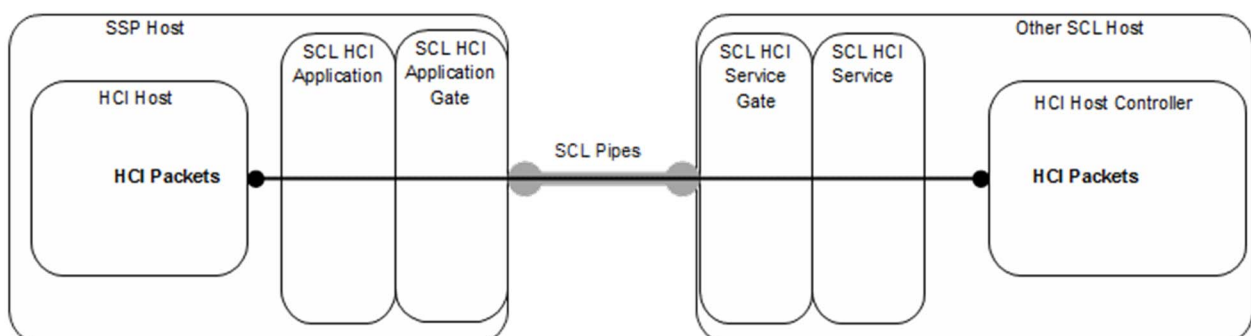 SSP Host
Other SCL Host
SCL HCI
Application
SCL HCI
Application
Gate
SCL HCI
Service
Gate
SCL HCI
Service
HCI Host
HCI Host Controller
SCL Pipes
HCI Packets
HCI Packets